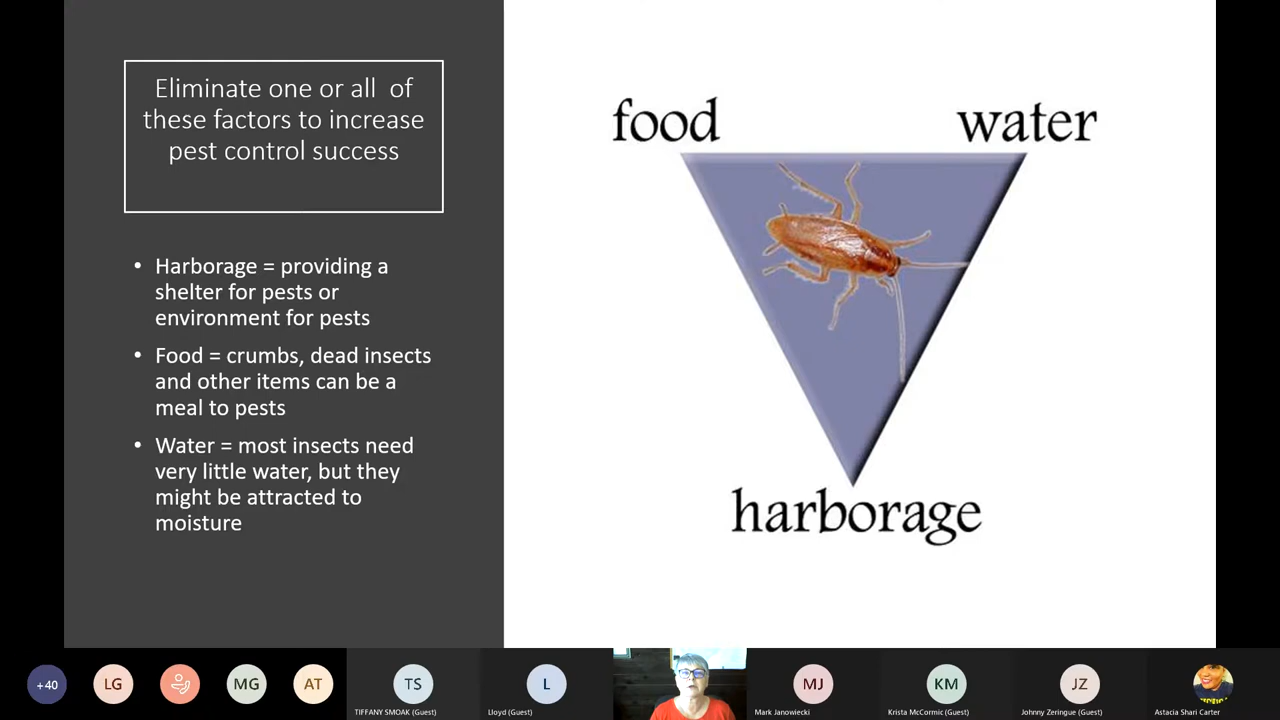 Eliminate one or all of
these factors to increase
pest control success
• Harborage = providing a
shelter for pests or
environment for pests
• Food = crumbs, dead insects
and other items can be a
meal to pests
• Water = most insects need
very little water, but they
might be attracted to
moisture
food
water
harborage
+40
LG
MG
AT
TS
L
MJ
KM
JZ
TIFFANY SMOAK (Guest)
Lloyd (Guest)
Mark Janowiecki
Krista McCormic (Guest)
Johnny Zeringue (Guest)
Astacia Shari Carter